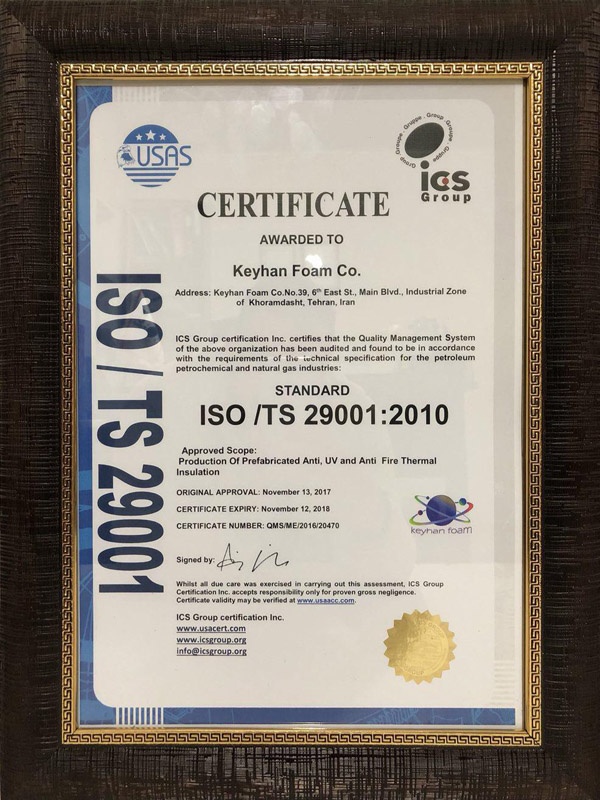 USAS
Groupe . Gruppe . Group . Groupe . Gruppe . Group
ics
Group
CERTIFICATE
AWARDED TO
Keyhan Foam Co.
Address: Keyhan Foam Co.No.39, 6th East St., Main Blvd., Industrial Zone
of Khoramdasht, Tehran, Iran
ICS Group certification Inc. certifies that the Quality Management System
of the above organization has been audited and found to be in accordance
with the requirements of the technical specification for the petroleum
petrochemical and natural gas industries:
STANDARD
ISO /TS 29001:2010
Approved Scope:
Production Of Prefabricated Anti, UV and Anti Fire Thermal
Insulation
ORIGINAL APPROVAL: November 13, 2017
CERTIFICATE EXPIRY: November 12, 2018
CERTIFICATE NUMBER: QMS/ME/2016/20470
keyhan foam
Signed by:
Whilst all due care was exercised in carrying out this assessment, ICS Group
Certification Inc. accepts responsibility only for proven gross negligence.
Certificate validity may be verified at www.usaacc.com.
ICS Group certification Inc.
www.usacert.com
www.icsgroup.org
info@icsgroup.org
ISO / TS 29001